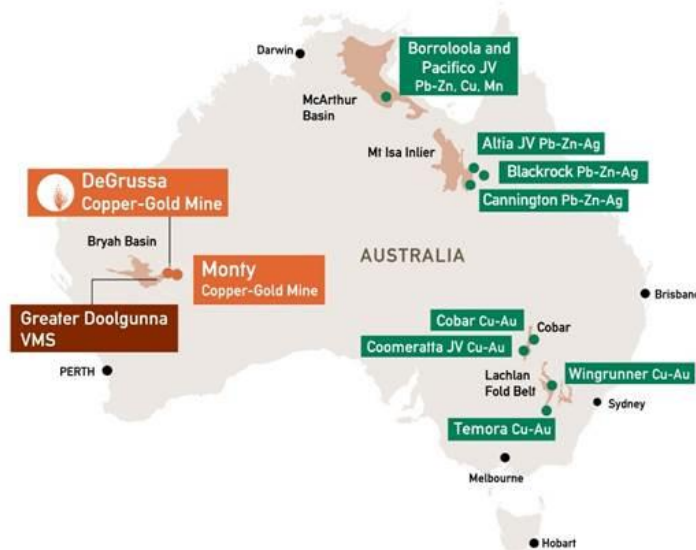 Darwin
Borroloola and
Pacifico JV
Pb-Zn, Cu, Mn
McArthur
Basin
Mt Isa Inlier
Altia JV Pb-Zn-Ag
Blackrock Pb-Zn-Ag
Cannington Pb-Zn-Ag
DeGrussa
Copper-Gold Mine
Bryah Basin
AUSTRALIA
Monty
Copper-Gold Mine
Brisbane
Greater Doolgunna
VMS
Cobar Cu-Au
Cobar
Coomeratta JV Cu-Au
PERTH
Lachlan
Fold Belt
Wingrunner Cu-Au
Sydney
Temora Cu-Au
Melbourne
Hobart